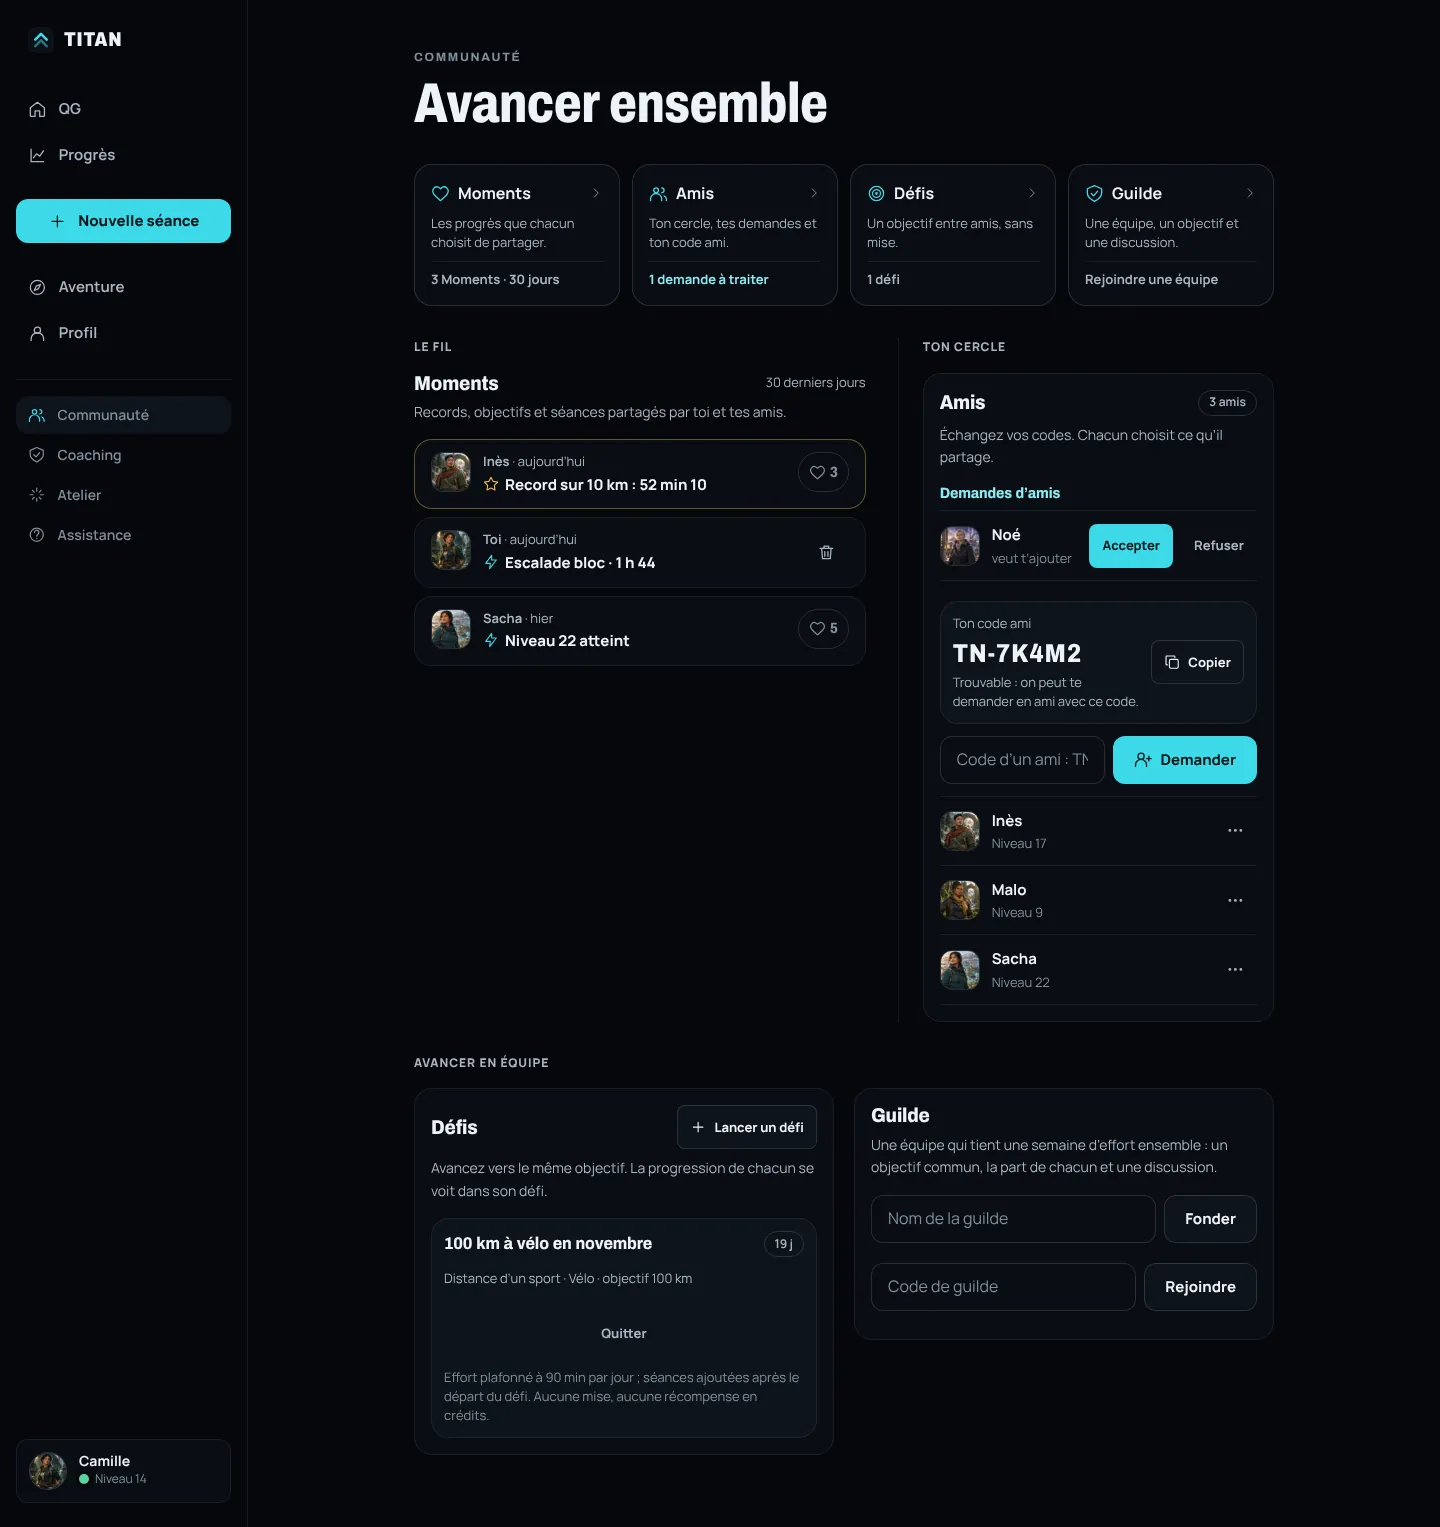 TITAN
QG
Progrès
Nouvelle séance
Aventure
Profil
Communauté
Coaching
Atelier
Assistance
Camille
Niveau 14
COMMUNAUTÉ
Avancer ensemble
Moments
Les progrès que chacun
choisit de partager.
3 Moments · 30 jours
Amis
Ton cercle, tes demandes et
ton code ami.
1 demande à traiter
Défis
Un objectif entre amis, sans
mise.
1 défi
Guilde
Une équipe, un objectif et
une discussion.
Rejoindre une équipe
LE FIL
Moments
30 derniers jours
Records, objectifs et séances partagés par toi et tes amis.
Inès · aujourd'hui
Record sur 10 km : 52 min 10
3
Toi · aujourd'hui
Escalade bloc · 1 h 44
Sacha · hier
Niveau 22 atteint
5
TON CERCLE
Amis
3 amis
Échangez vos codes. Chacun choisit ce qu'il
partage.
Demandes d'amis
Noé
veut t'ajouter
Accepter
Refuser
Ton code ami
TN-7K4M2
Trouvable : on peut te
demander en ami avec ce code.
Copier
Code d'un ami : TN
Demander
Inès
Niveau 17
Malo
Niveau 9
Sacha
Niveau 22
AVANCER EN ÉQUIPE
Défis
Lancer un défi
Avancez vers le même objectif. La progression de chacun se
voit dans son défi.
100 km à vélo en novembre
19 j
Distance d'un sport · Vélo · objectif 100 km
Quitter
Effort plafonné à 90 min par jour ; séances ajoutées après le
départ du défi. Aucune mise, aucune récompense en
crédits.
Guilde
Une équipe qui tient une semaine d'effort ensemble : un
objectif commun, la part de chacun et une discussion.
Nom de la guilde
Fonder
Code de guilde
Rejoindre